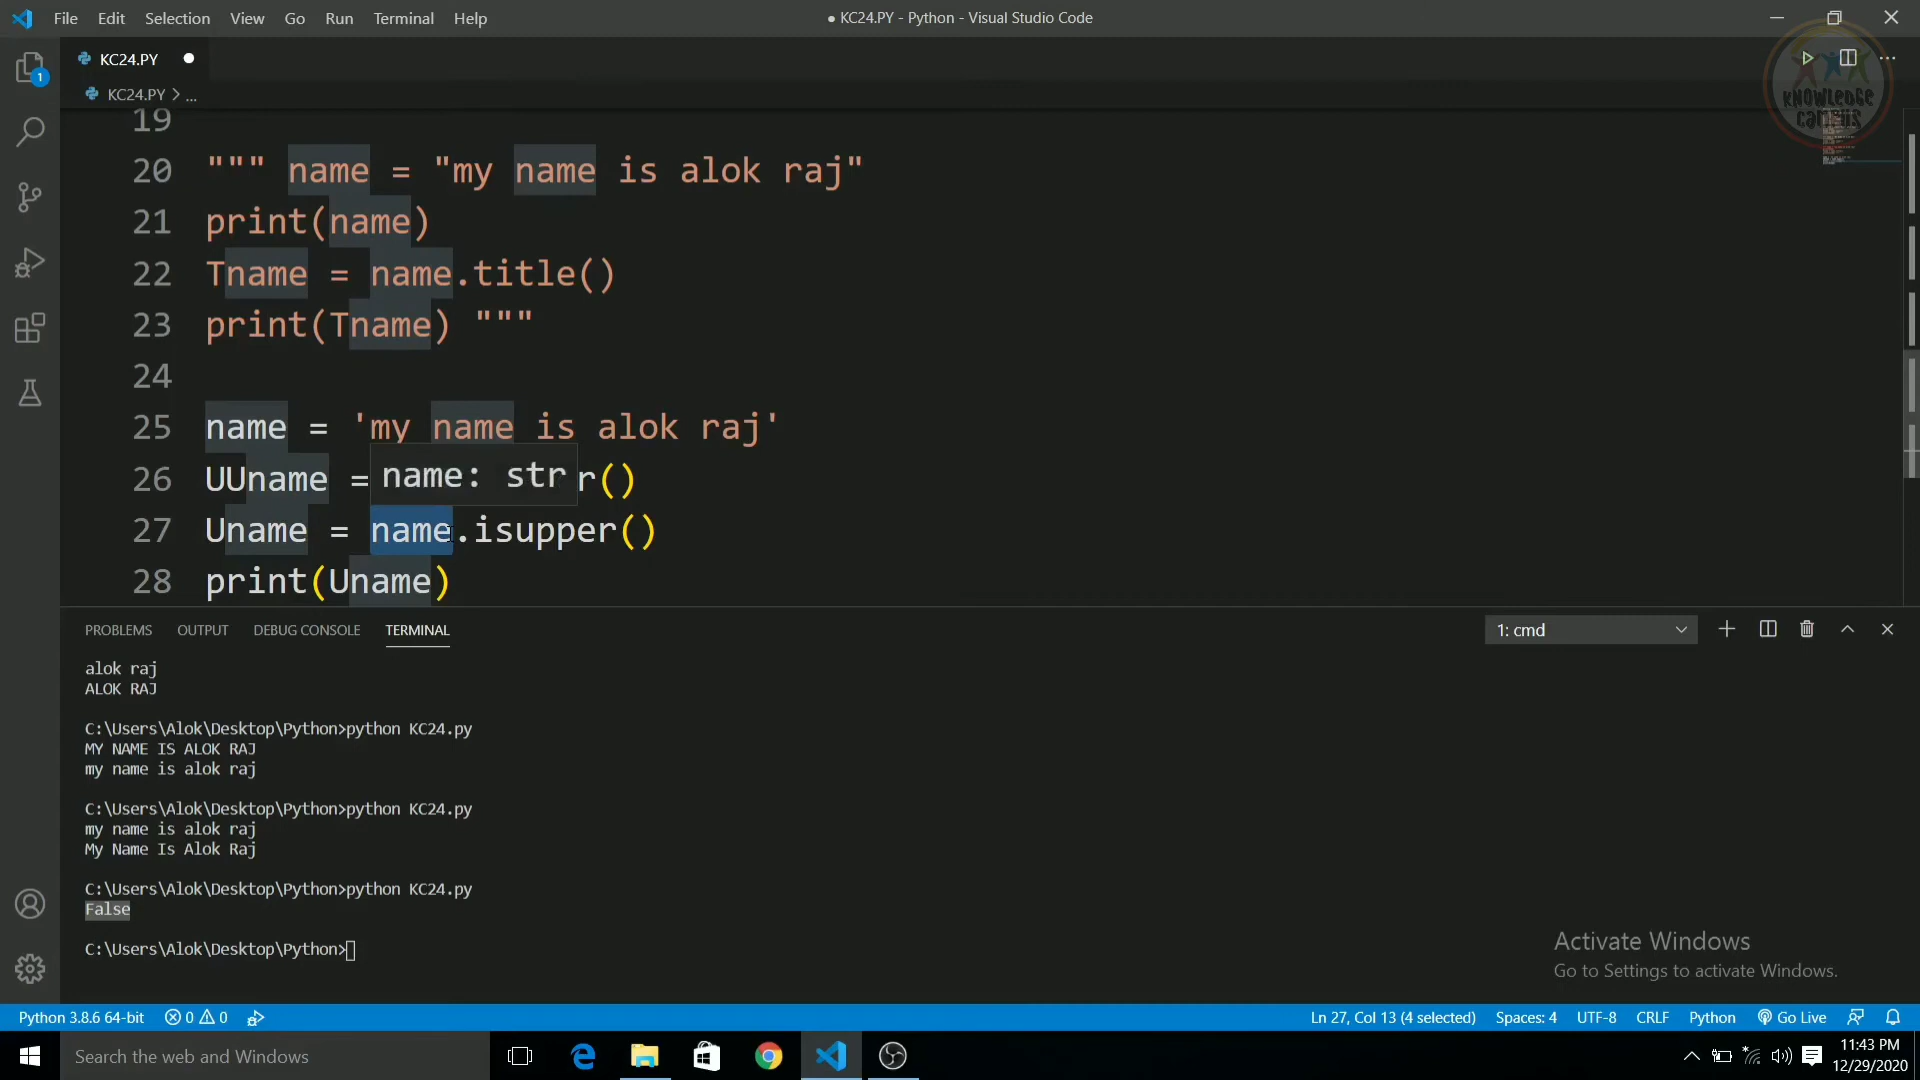 File Edit Selection View Go Run Terminal Help
● KC24.PY - Python - Visual Studio Code
KC24.PY
KC24.PY > ...
KNOWLEDGE CAMPUS
19
20 """ name = "my name is alok raj"
21 print(name)
22 Tname = name.title()
23 print(Tname) """
24
25 name = 'my name is alok raj'
name: str
26 UUname = r()
27 Uname = name.isupper()
28 print(Uname)
PROBLEMS OUTPUT DEBUG CONSOLE TERMINAL
1: cmd
alok raj
ALOK RAJ
C:\Users\Alok\Desktop\Python>python KC24.py
MY NAME IS ALOK RAJ
my name is alok raj
C:\Users\Alok\Desktop\Python>python KC24.py
my name is alok raj
My Name Is Alok Raj
C:\Users\Alok\Desktop\Python>python KC24.py
False
C:\Users\Alok\Desktop\Python>
Activate Windows
Go to Settings to activate Windows.
1
Python 3.8.6 64-bit 0 0
Ln 27, Col 13 (4 selected) Spaces: 4 UTF-8 CRLF Python Go Live
Search the web and Windows
11:43 PM
12/29/2020